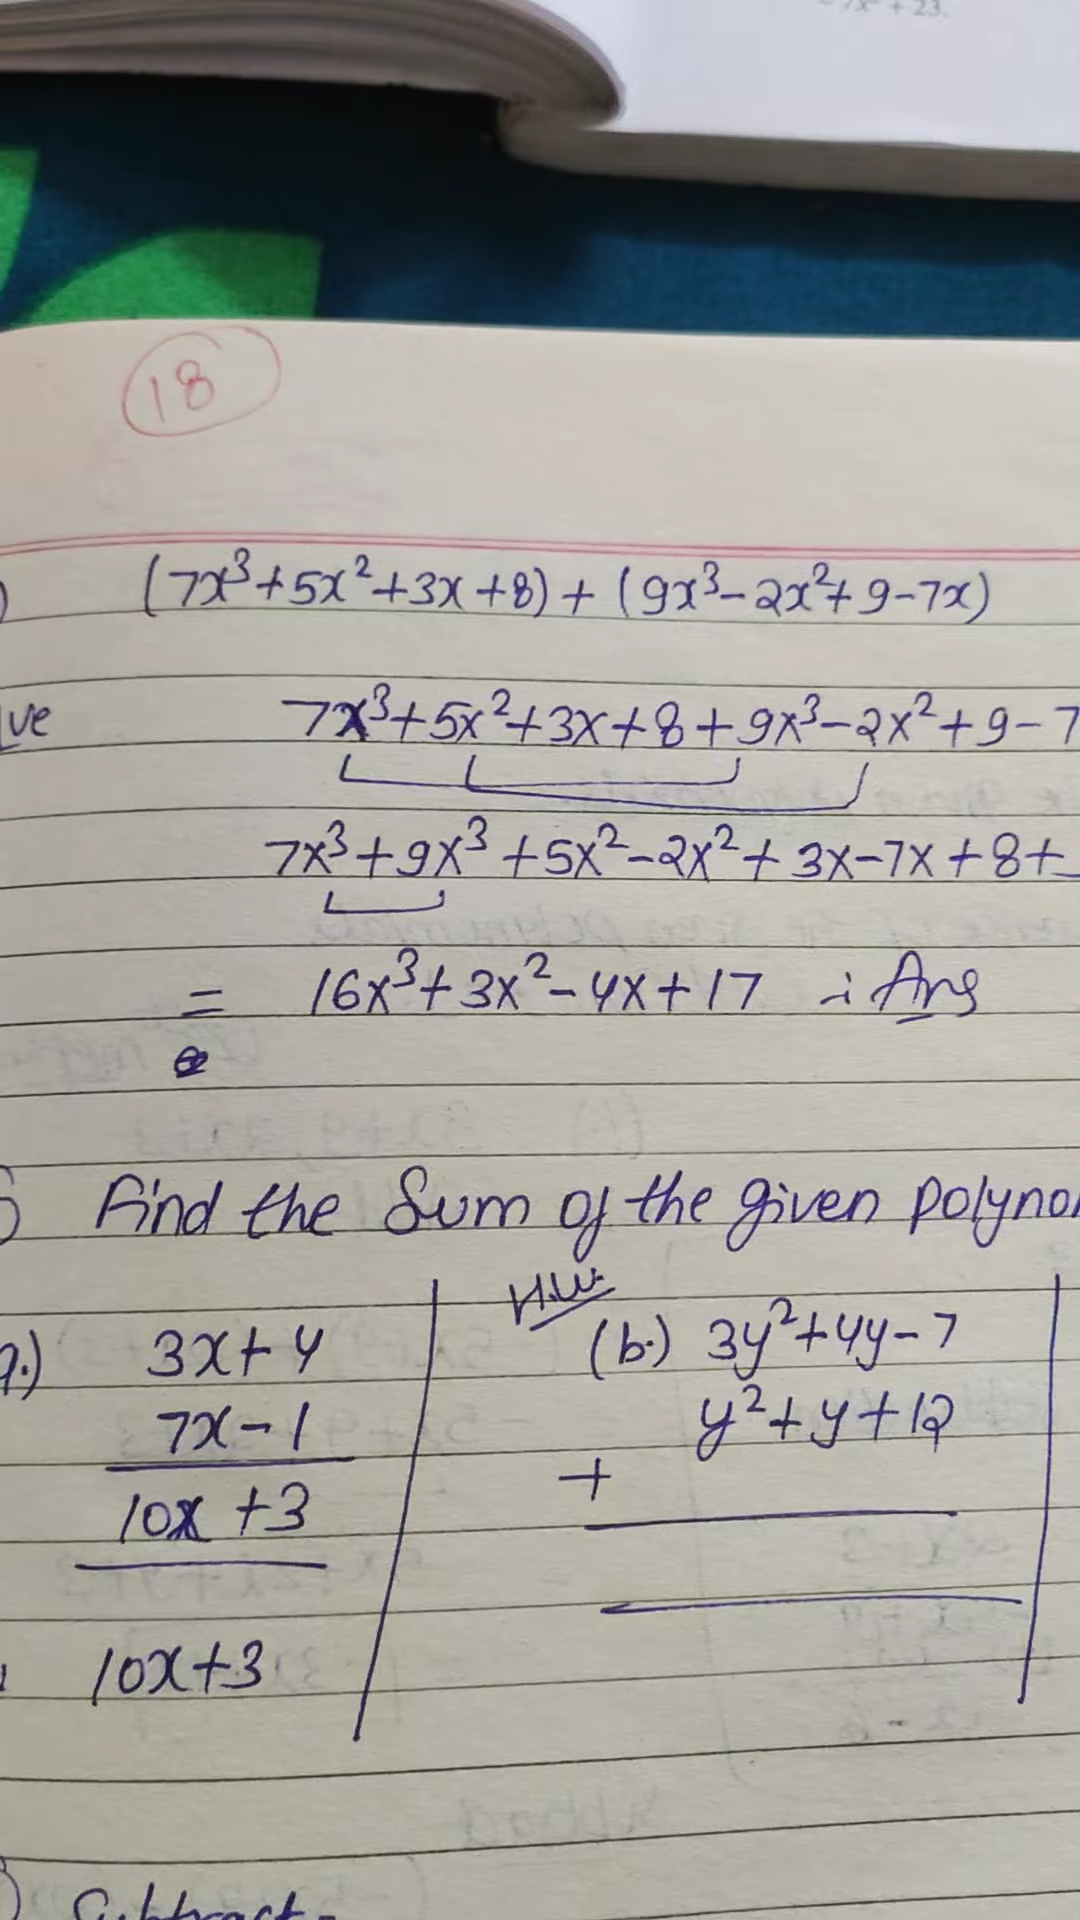 18
(7x³+5x²+3x+8)+(9x³-2x²+9-7x)
7x³+5x²+3x+8+9x³-2x²+9-7
7x³+9x³+5x²-2x²+3x-7x+8+
= 16x³+3x²-4x+17 Ans
Find the Sum of the given polyno
H.W.
3x+4
7x-1
10x+3
10x+3
(b.) 3y²+4y-7
y²+y+12
+
Subtract-